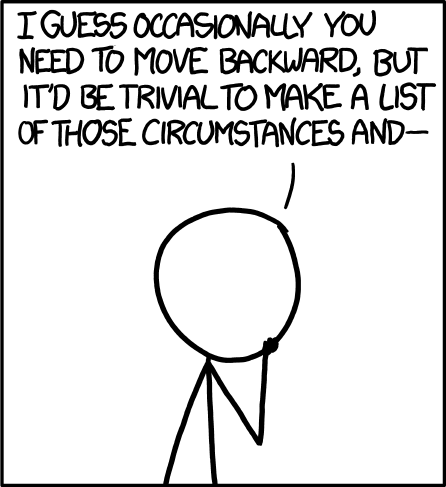 I GUESS OCCASIONALLY YOU
NEED TO MOVE BACKWARD, BUT
IT'D BE TRIVIAL TO MAKE A LIST
OF THOSE CIRCUMSTANCES AND—